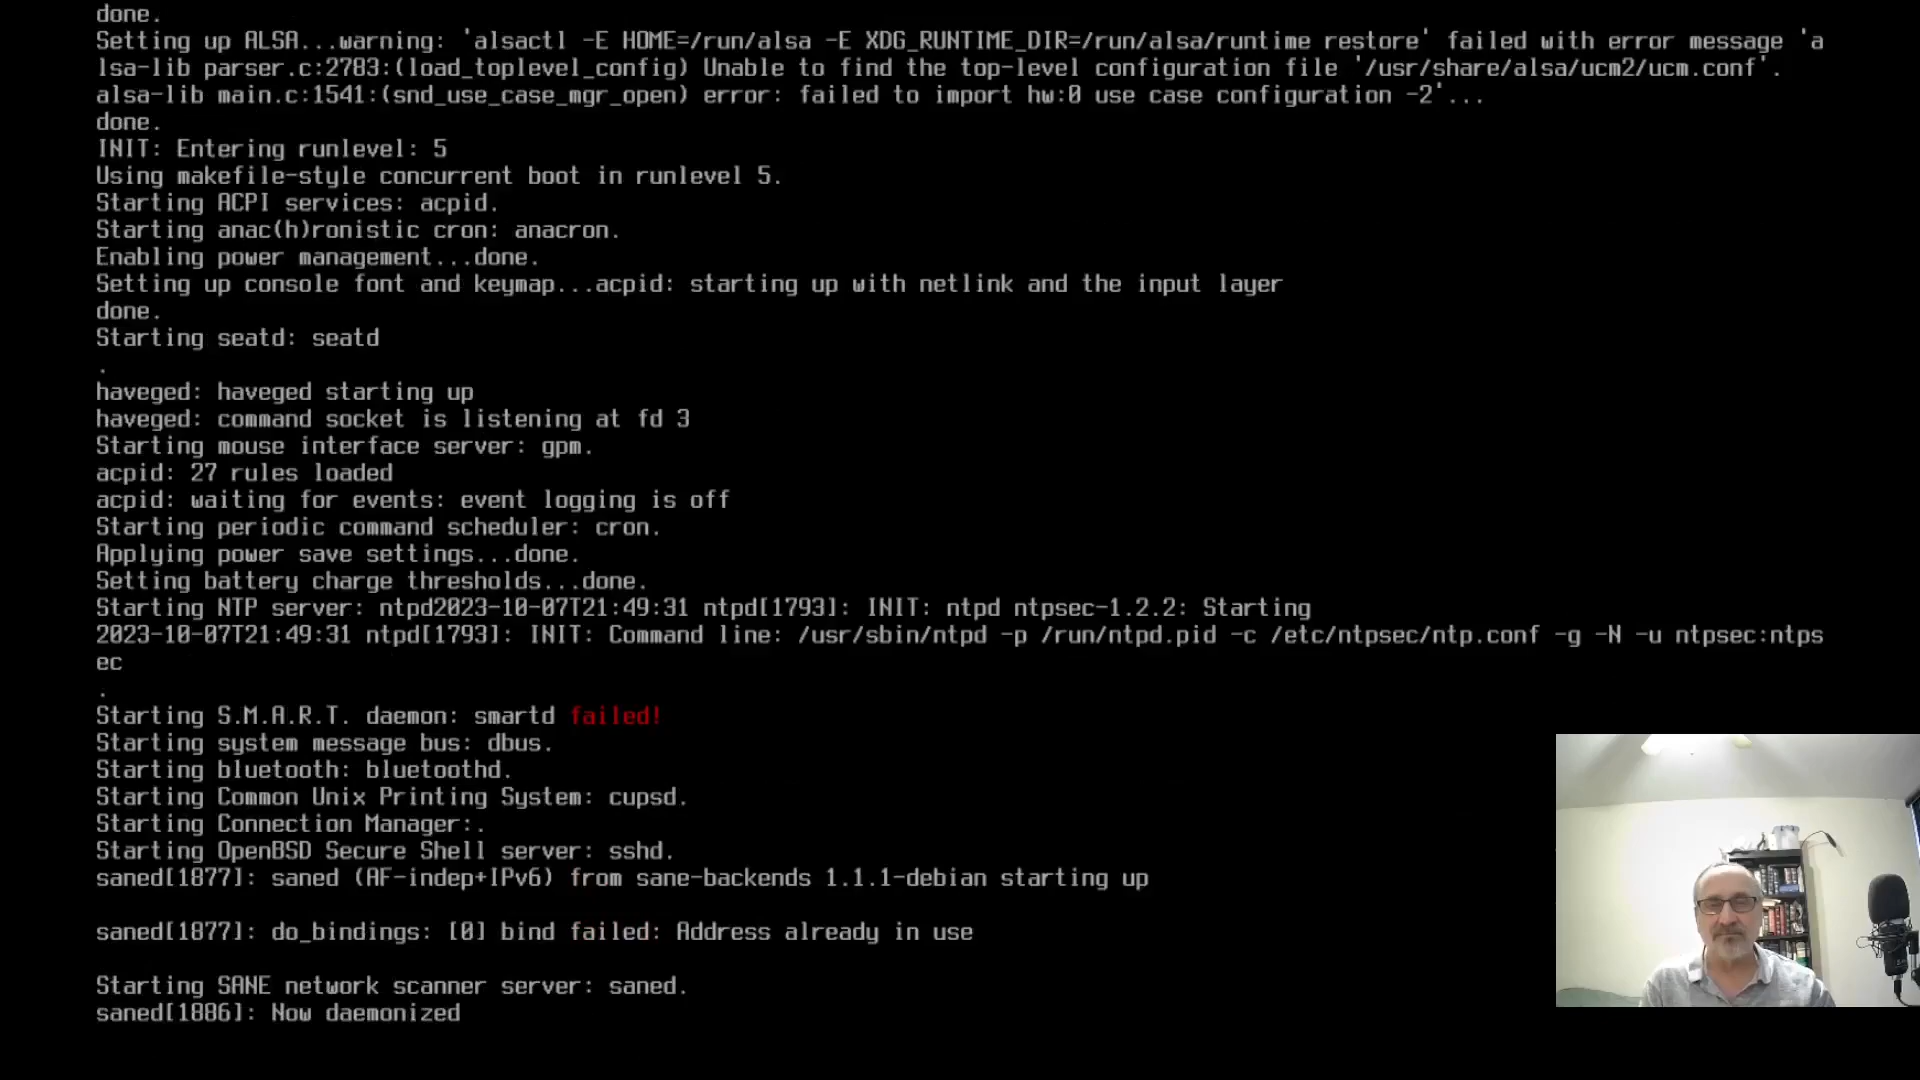 done.
Setting up ALSA...warning: 'alsactl -E HOME=/run/alsa -E XDG_RUNTIME_DIR=/run/alsa/runtime restore' failed with error message 'a
lsa-lib parser.c:2783:(load_toplevel_config) Unable to find the top-level configuration file '/usr/share/alsa/ucm2/ucm.conf'.
alsa-lib main.c:1541:(snd_use_case_mgr_open) error: failed to import hw:0 use case configuration -2'...
done.
INIT: Entering runlevel: 5
Using makefile-style concurrent boot in runlevel 5.
Starting ACPI services: acpid.
Starting anac(h)ronistic cron: anacron.
Enabling power management...done.
Setting up console font and keymap...acpid: starting up with netlink and the input layer
done.
Starting seatd: seatd
.
haveged: haveged starting up
haveged: command socket is listening at fd 3
Starting mouse interface server: gpm.
acpid: 27 rules loaded
acpid: waiting for events: event logging is off
Starting periodic command scheduler: cron.
Applying power save settings...done.
Setting battery charge thresholds...done.
Starting NTP server: ntpd2023-10-07T21:49:31 ntpd[1793]: INIT: ntpd ntpsec-1.2.2: Starting
2023-10-07T21:49:31 ntpd[1793]: INIT: Command line: /usr/sbin/ntpd -p /run/ntpd.pid -c /etc/ntpsec/ntp.conf -g -N -u ntpsec:ntps
ec
.
Starting S.M.A.R.T. daemon: smartd failed!
Starting system message bus: dbus.
Starting bluetooth: bluetoothd.
Starting Common Unix Printing System: cupsd.
Starting Connection Manager:.
Starting OpenBSD Secure Shell server: sshd.
saned[1877]: saned (AF-indep+IPv6) from sane-backends 1.1.1-debian starting up
saned[1877]: do_bindings: [0] bind failed: Address already in use
Starting SANE network scanner server: saned.
saned[1886]: Now daemonized